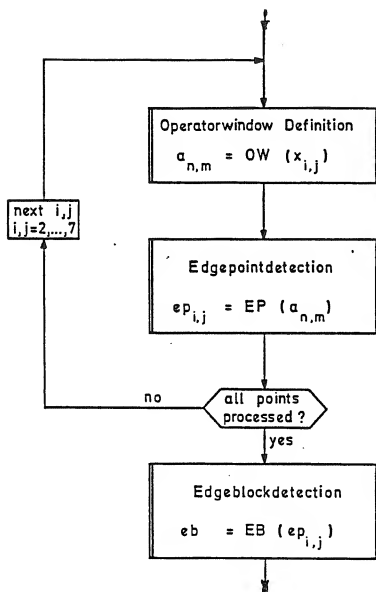 Operatorwindow Definition
a n,m = OW (x i,j)
next i,j
i,j=2,...,7
Edgepointdetection
ep i,j = EP (a n,m)
no
all points
processed ?
yes
Edgeblockdetection
eb = EB (ep i,j)